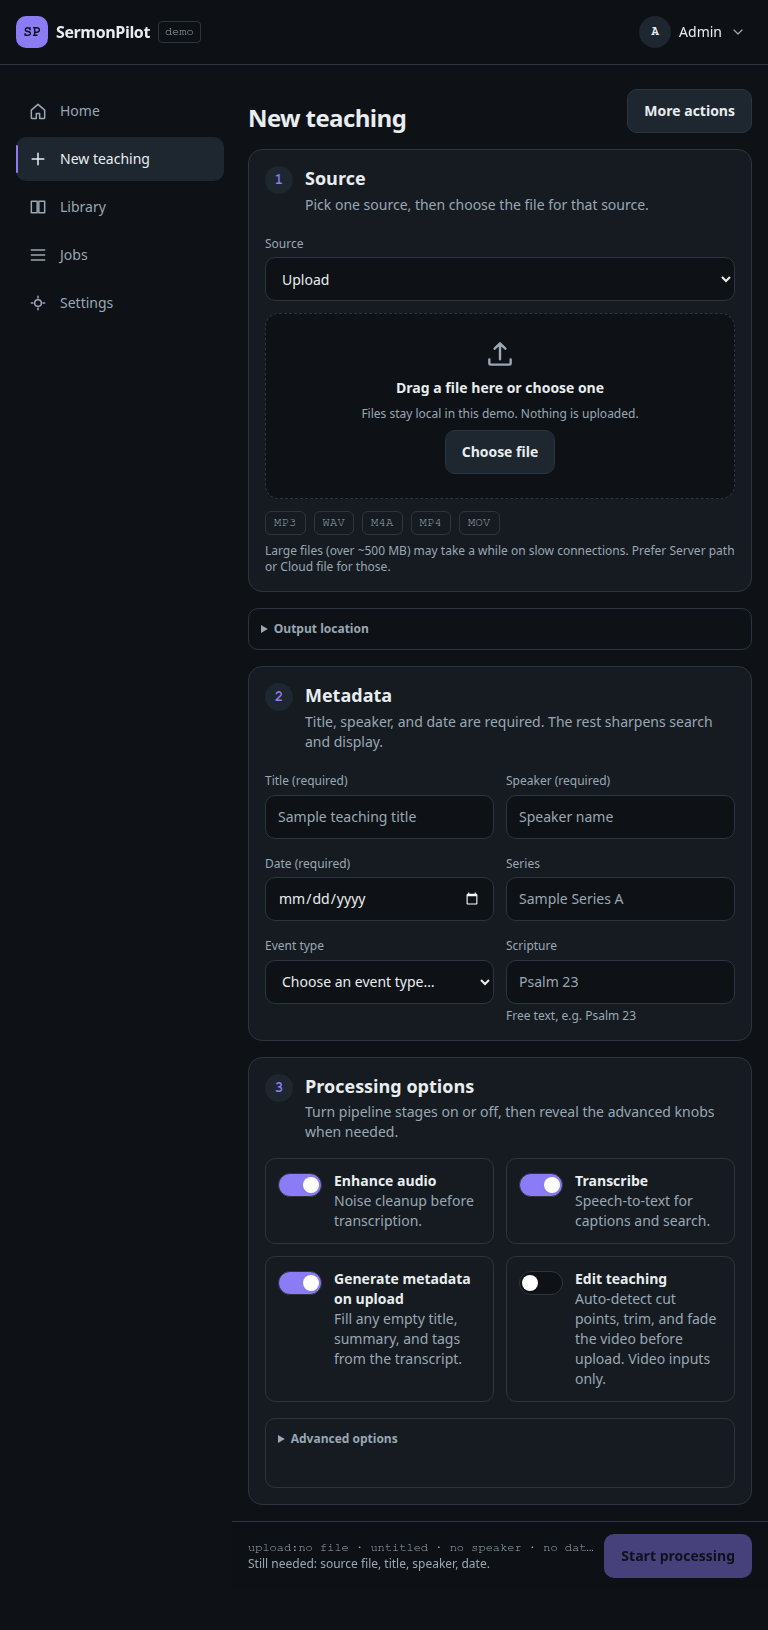 SP SermonPilot demo
A Admin
Home
New teaching
Library
Jobs
Settings
New teaching
More actions
1 Source
Pick one source, then choose the file for that source.
Source
Upload
Drag a file here or choose one
Files stay local in this demo. Nothing is uploaded.
Choose file
MP3 WAV M4A MP4 MOV
Large files (over ~500 MB) may take a while on slow connections. Prefer Server path
or Cloud file for those.
Output location
2 Metadata
Title, speaker, and date are required. The rest sharpens search
and display.
Title (required) Speaker (required)
Sample teaching title Speaker name
Date (required) Series
mm/dd/yyyy Sample Series A
Event type Scripture
Choose an event type... Psalm 23
Free text, e.g. Psalm 23
3 Processing options
Turn pipeline stages on or off, then reveal the advanced knobs
when needed.
Enhance audio
Noise cleanup before
transcription.
Transcribe
Speech-to-text for
captions and search.
Generate metadata
on upload
Fill any empty title,
summary, and tags
from the transcript.
Edit teaching
Auto-detect cut
points, trim, and fade
the video before
upload. Video inputs
only.
Advanced options
upload:no file · untitled · no speaker · no dat…
Still needed: source file, title, speaker, date.
Start processing